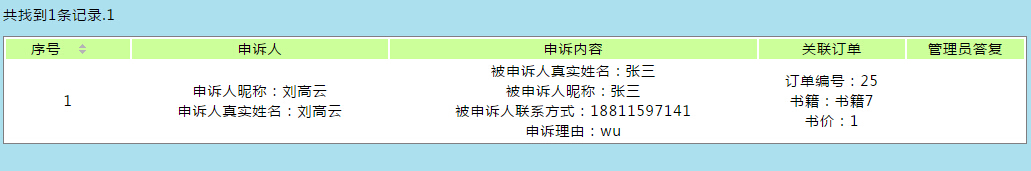 共找到1条记录.1
序号 申诉人 申诉内容 关联订单 管理员答复
1
申诉人昵称：刘高云
申诉人真实姓名：刘高云
被申诉人真实姓名：张三
被申诉人昵称：张三
被申诉人联系方式：18811597141
申诉理由：wu
订单编号：25
书籍：书籍7
书价：1